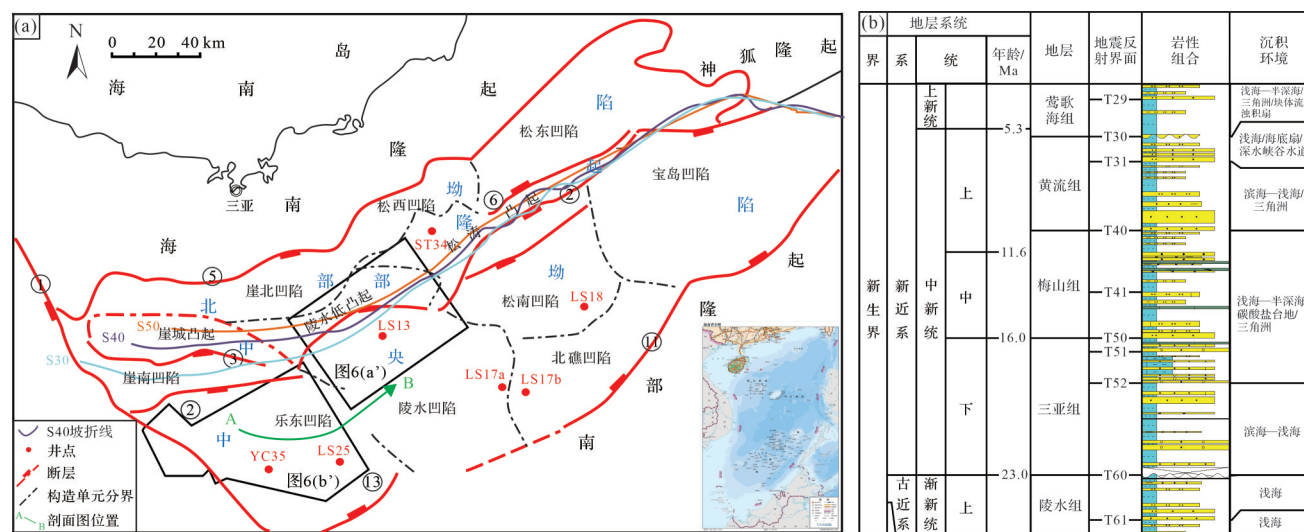 (a)
N
0 20 40 km
海 南 岛
三亚
海 南 隆 起
神 狐 隆 起
北 部 坳 陷
松东凹陷
松西凹陷
宝岛凹陷
ST34
⑥
②
松 涛 凸 起
中 部 隆 起
①
⑤
崖北凹陷
陵水低凸起
松南凹陷
LS18
S50
S40
S30
崖城凸起
③
崖南凹陷
LS13
图6(a')
北礁凹陷
⑪
LS17a
LS17b
中 央 坳 陷
B
②
A
乐东凹陷
陵水凹陷
YC35
LS25
图6(b')
⑬
南 部 隆 起
S40坡折线
井点
断层
构造单元分界
A
B
剖面图位置
(b)
地层系统
界
系
统
年龄/
Ma
地层
地震反
射界面
岩性
组合
沉积
环境
新生界
新近系
古近系
上新统
中新统
渐新统
上
中
下
上
5.3
11.6
16.0
23.0
莺歌
海组
黄流组
梅山组
三亚组
陵水组
T29
T30
T31
T40
T41
T50
T51
T52
T60
T61
浅海—半深海/
三角洲/块体流/
浊积扇
浅海/海底扇/
深水峡谷水道
滨海—浅海/
三角洲
浅海—半深海/
碳酸盐台地/
三角洲
滨海—浅海
浅海
浅海